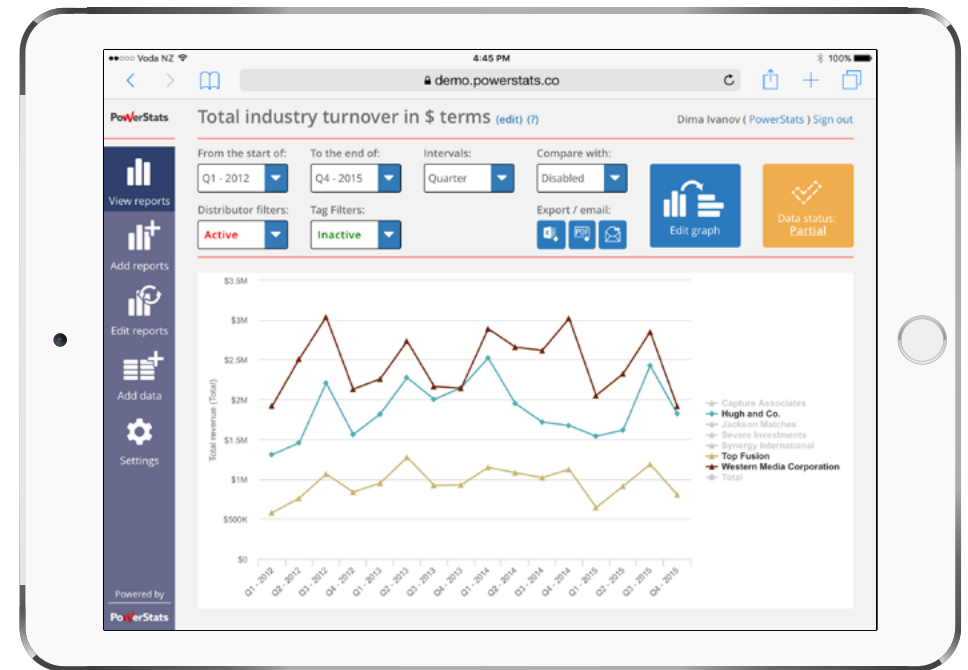 ●●○○○ Voda NZ
4:45 PM
100%
demo.powerstats.co
PowerStats
Total industry turnover in $ terms (edit) (?)
Dima Ivanov ( PowerStats ) Sign out
From the start of:
To the end of:
Intervals:
Compare with:
Q1 - 2012
Q4 - 2015
Quarter
Disabled
Distributor filters:
Tag Filters:
Export / email:
Active
Inactive
PDF
Edit graph
Data status:
Partial
View reports
Add reports
Edit reports
Add data
Settings
Powered by
PowerStats
Total revenue (Total)
$3.5M
$3M
$2.5M
$2M
$1.5M
$1M
$500K
$0
Q1 - 2012
Q2 - 2012
Q3 - 2012
Q4 - 2012
Q1 - 2013
Q2 - 2013
Q3 - 2013
Q4 - 2013
Q1 - 2014
Q2 - 2014
Q3 - 2014
Q4 - 2014
Q1 - 2015
Q2 - 2015
Q3 - 2015
Q4 - 2015
Capture Associates
Hugh and Co.
Jackson Matches
Severe Investments
Synergy International
Top Fusion
Western Media Corporation
Total